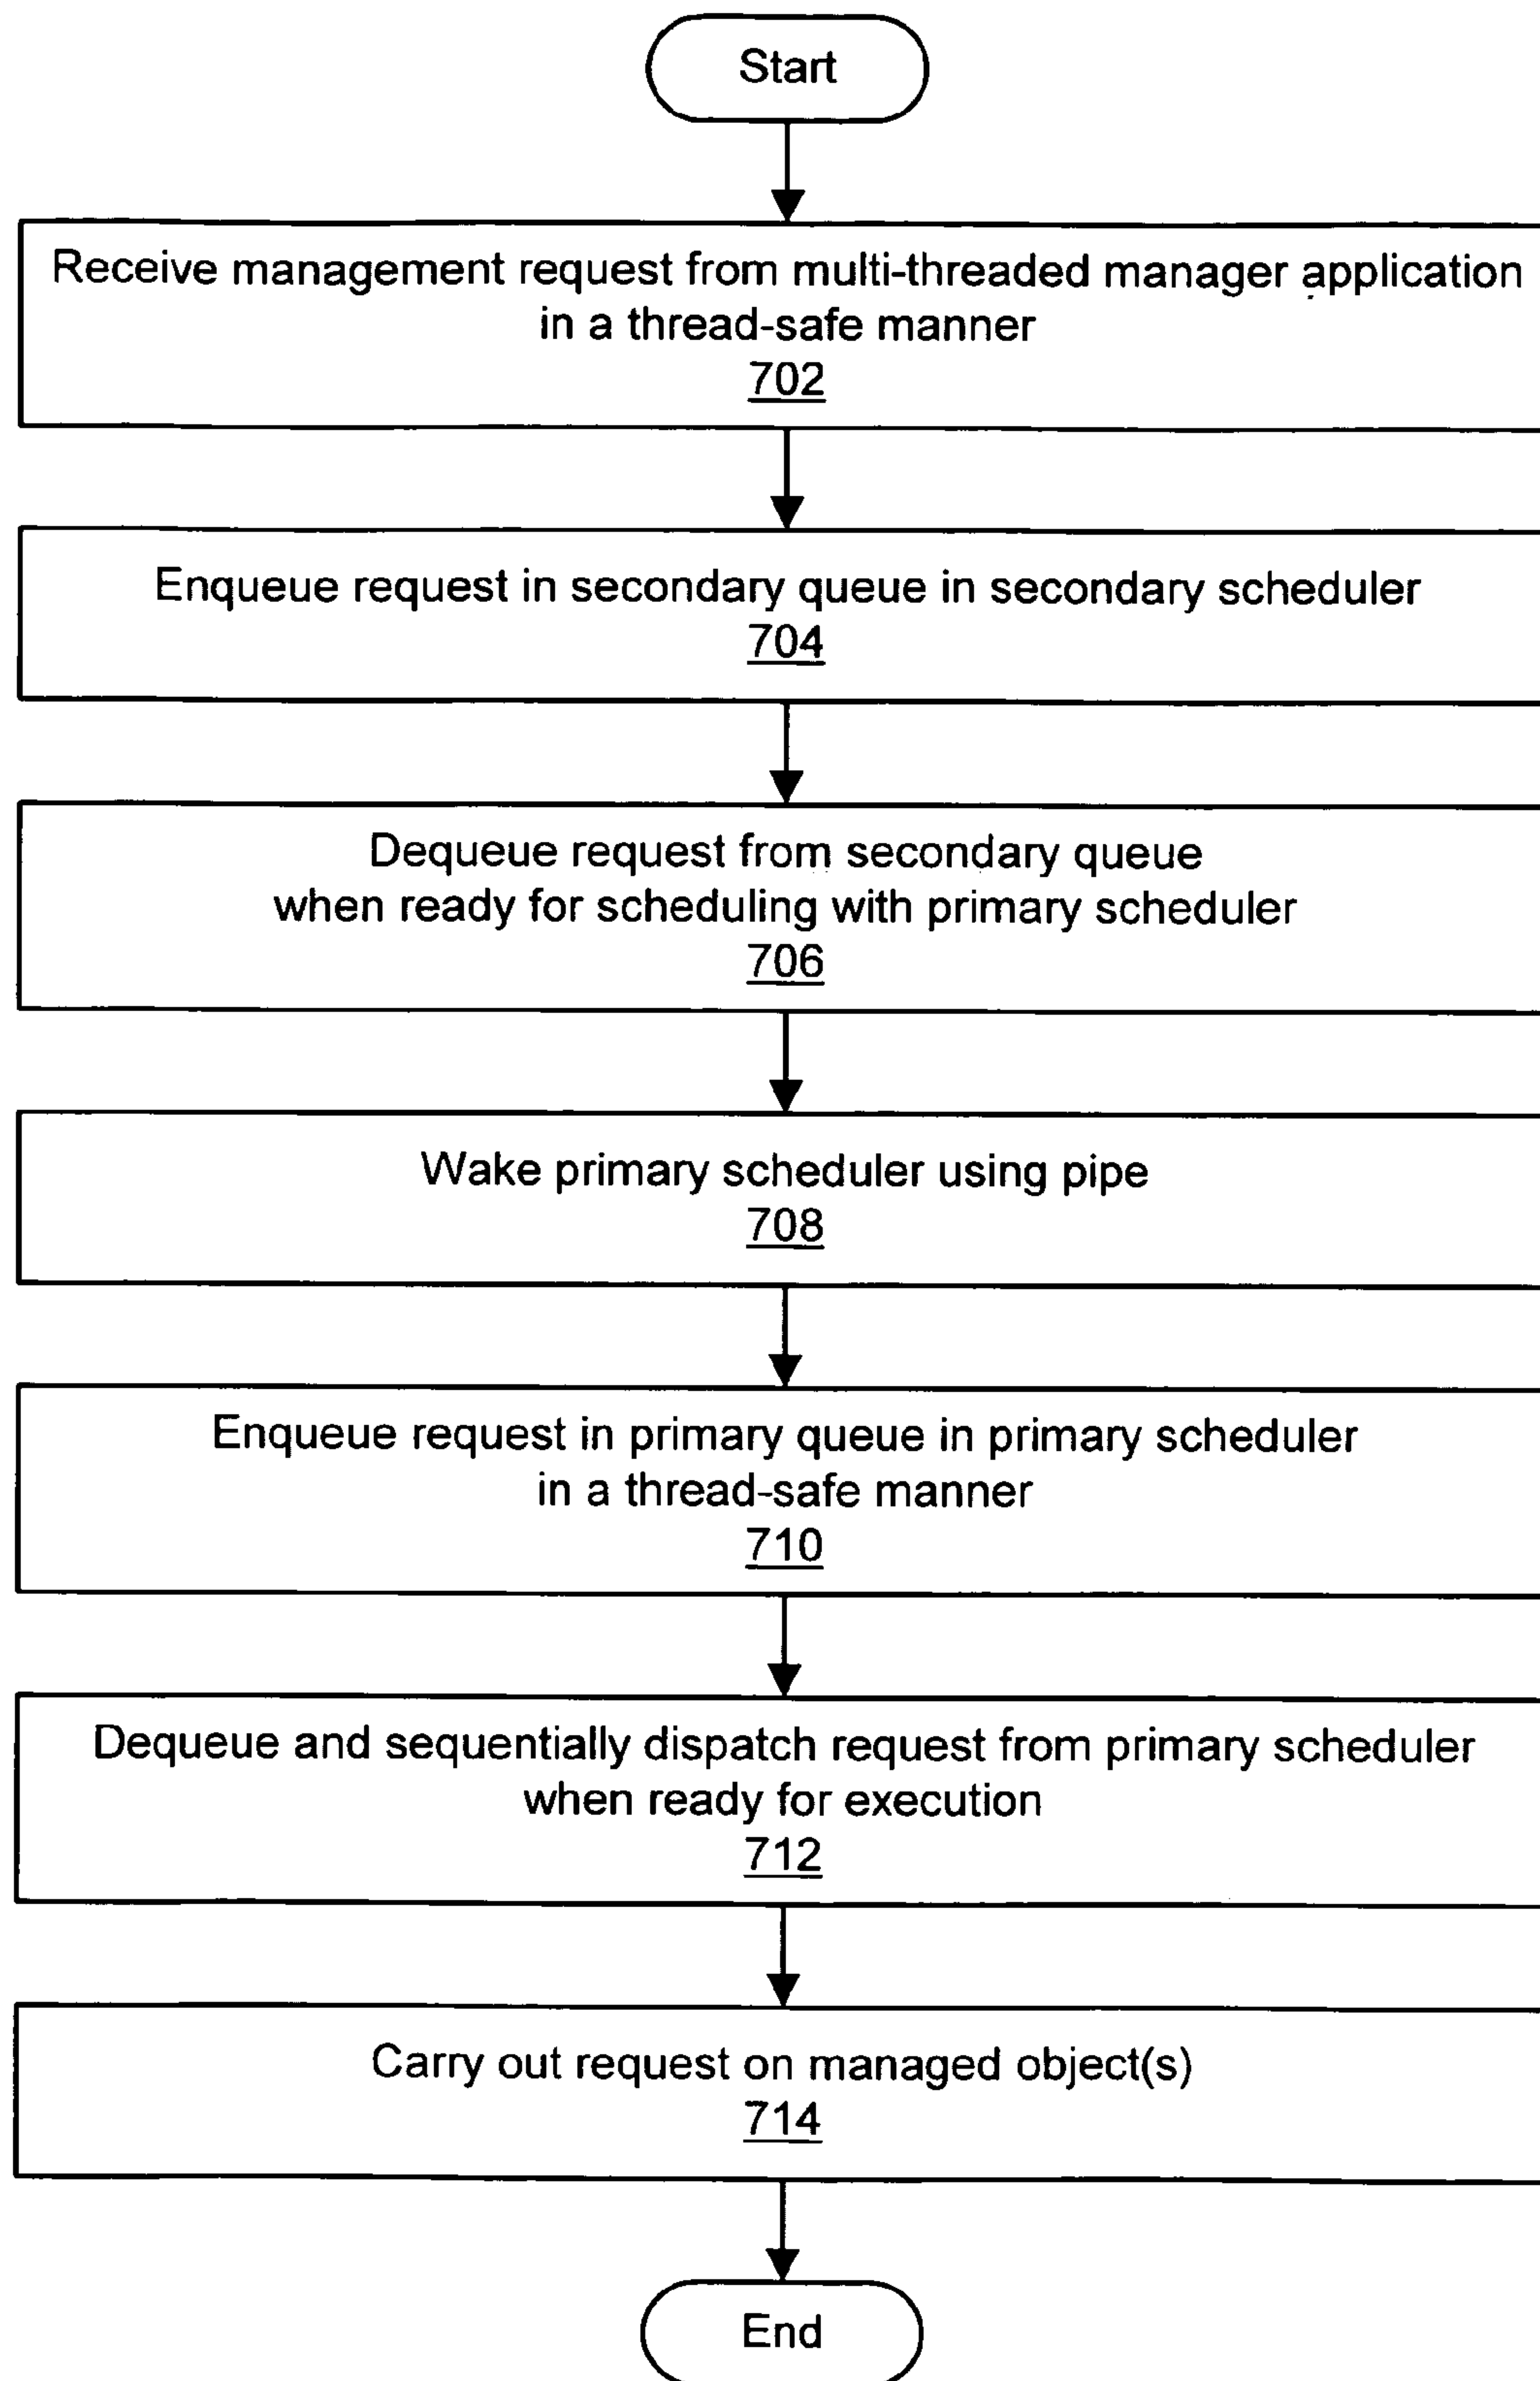 Start
Receive management request from multi-threaded manager application
in a thread-safe manner
702
Enqueue request in secondary queue in secondary scheduler
704
Dequeue request from secondary queue
when ready for scheduling with primary scheduler
706
Wake primary scheduler using pipe
708
Enqueue request in primary queue in primary scheduler
in a thread-safe manner
710
Dequeue and sequentially dispatch request from primary scheduler
when ready for execution
712
Carry out request on managed object(s)
714
End